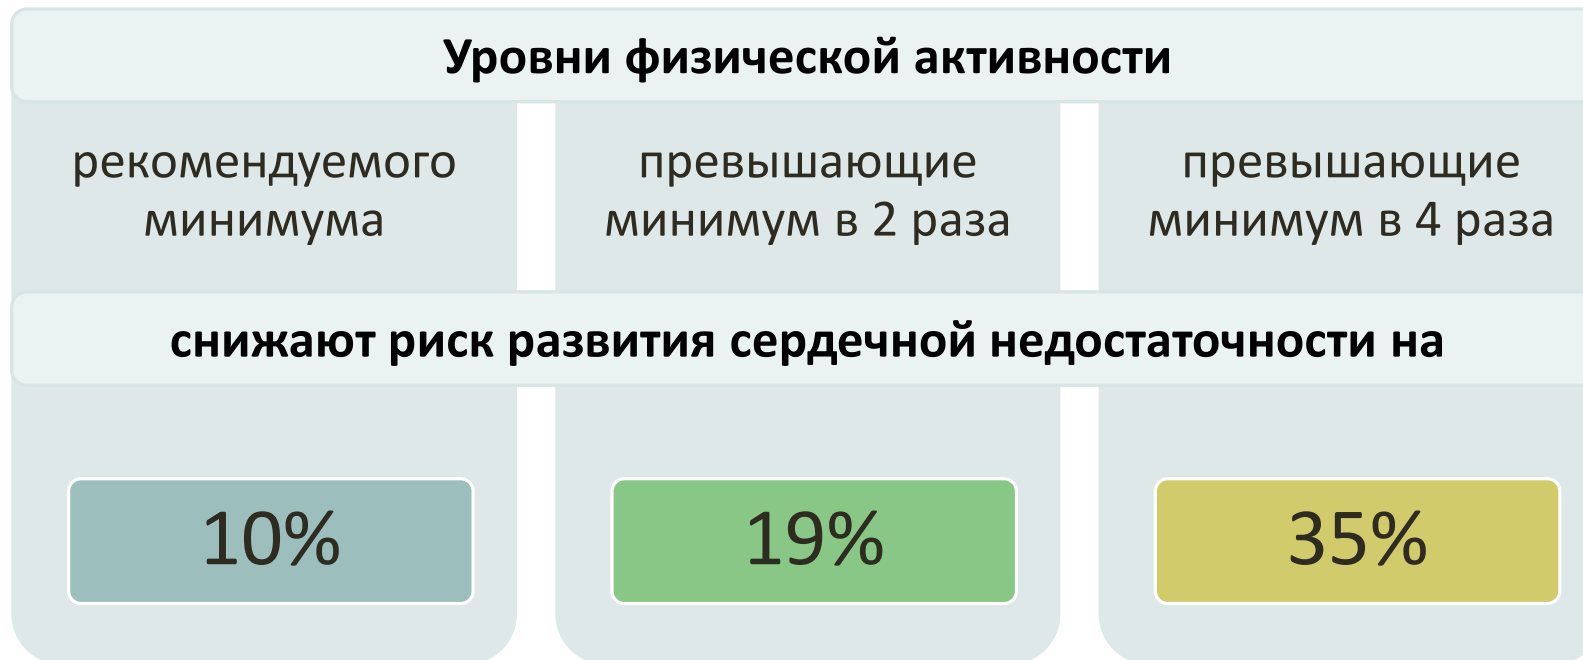 Уровни физической активности
рекомендуемого
минимума
превышающие
минимум в 2 раза
превышающие
минимум в 4 раза
снижают риск развития сердечной недостаточности на
10%
19%
35%